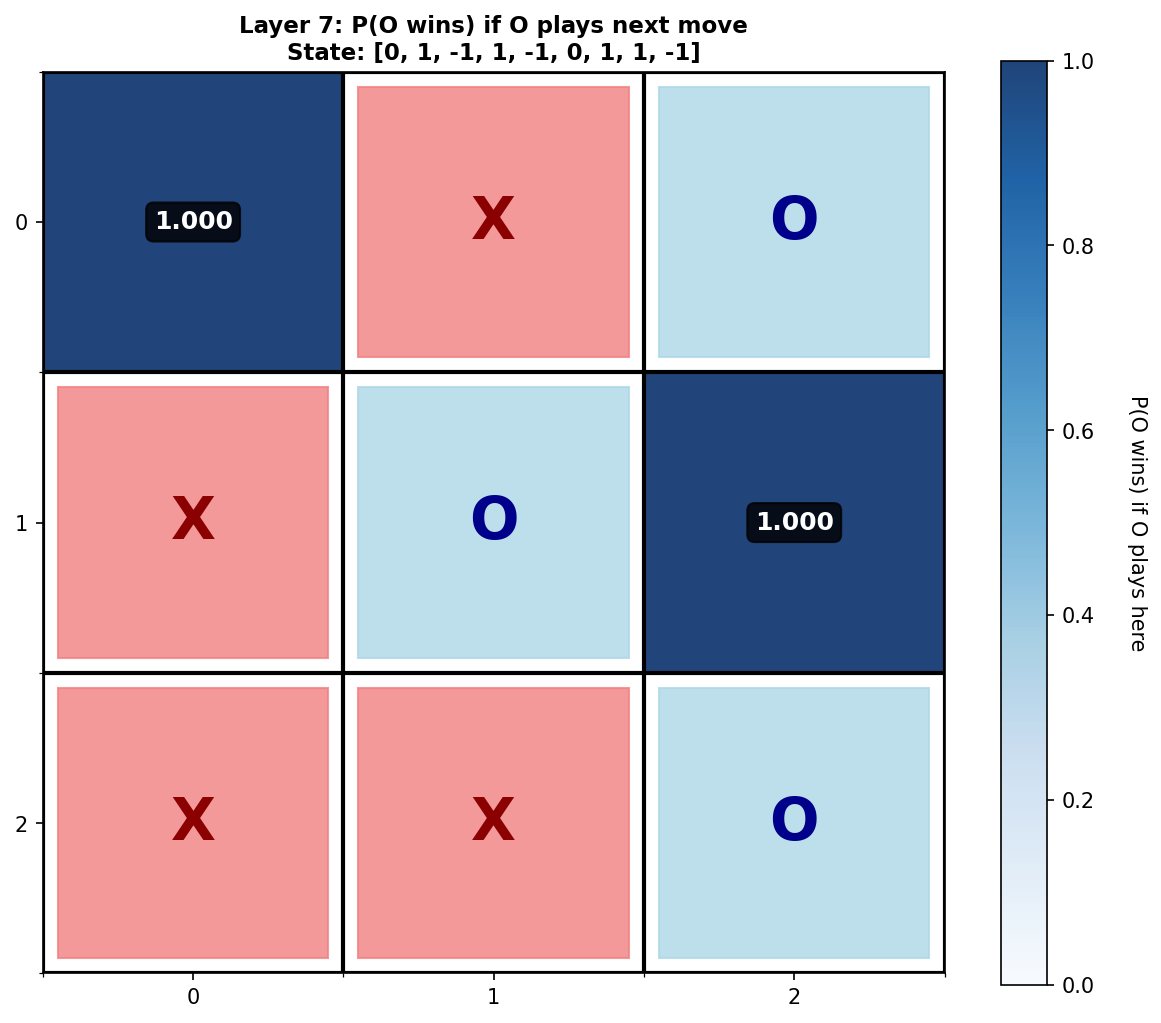 Layer 7: P(O wins) if O plays next move
State: [0, 1, -1, 1, -1, 0, 1, 1, -1]
0
1.000
X
O
1
X
O
1.000
2
X
X
O
0
1
2
1.0
0.8
0.6
0.4
0.2
0.0
P(O wins) if O plays here